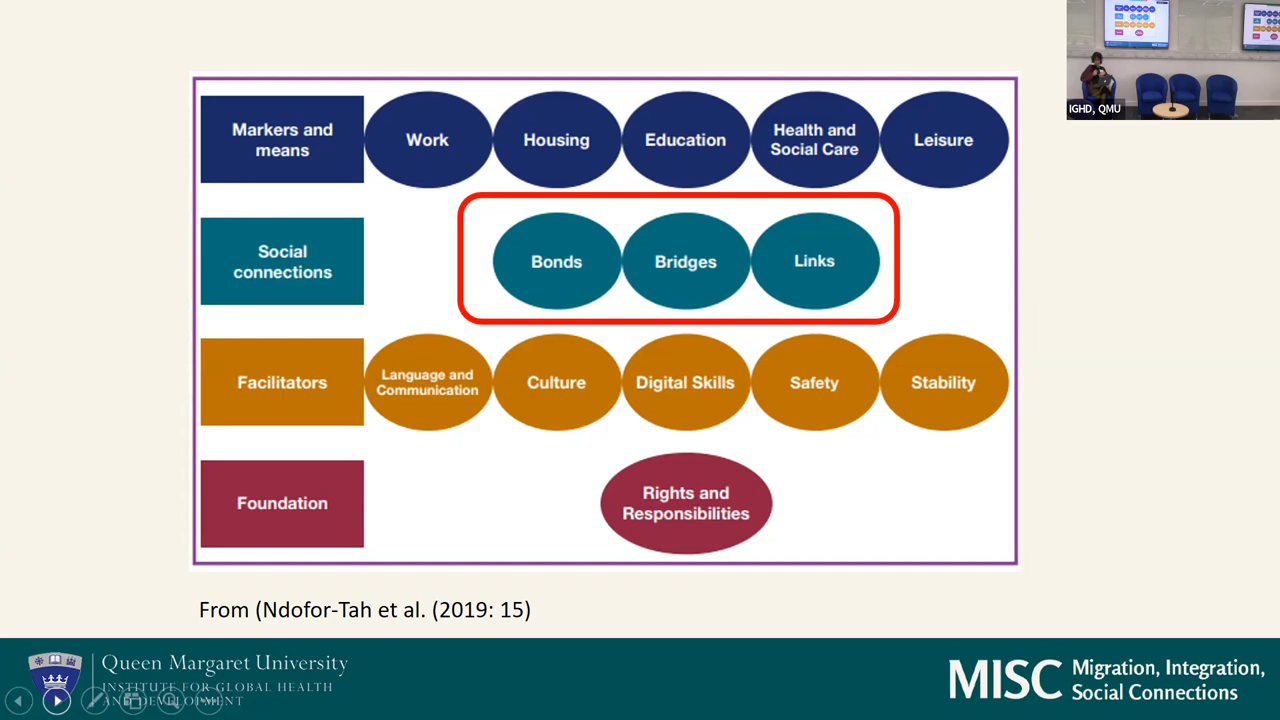 IGHD, QMU
Markers and
means
Work
Housing
Education
Health and
Social Care
Leisure
Social
connections
Bonds
Bridges
Links
Facilitators
Language and
Communication
Culture
Digital Skills
Safety
Stability
Foundation
Rights and
Responsibilities
From (Ndofor-Tah et al. (2019: 15)
Queen Margaret University
INSTITUTE FOR GLOBAL HEALTH
AND DEVELOPMENT
MISC
Migration, Integration,
Social Connections